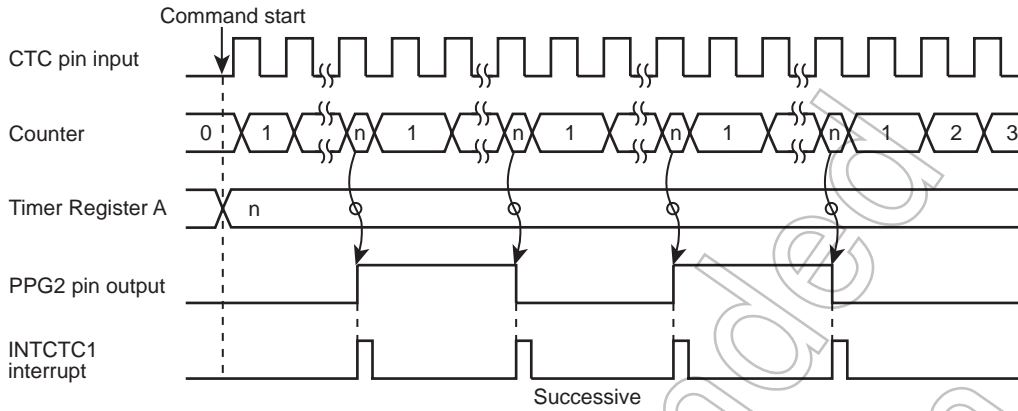 Command start
CTC pin input
Counter 0 1 n 1 n 1 n 1 n 1 2 3
Timer Register A n
PPG2 pin output
INTCTC1
interrupt
Successive